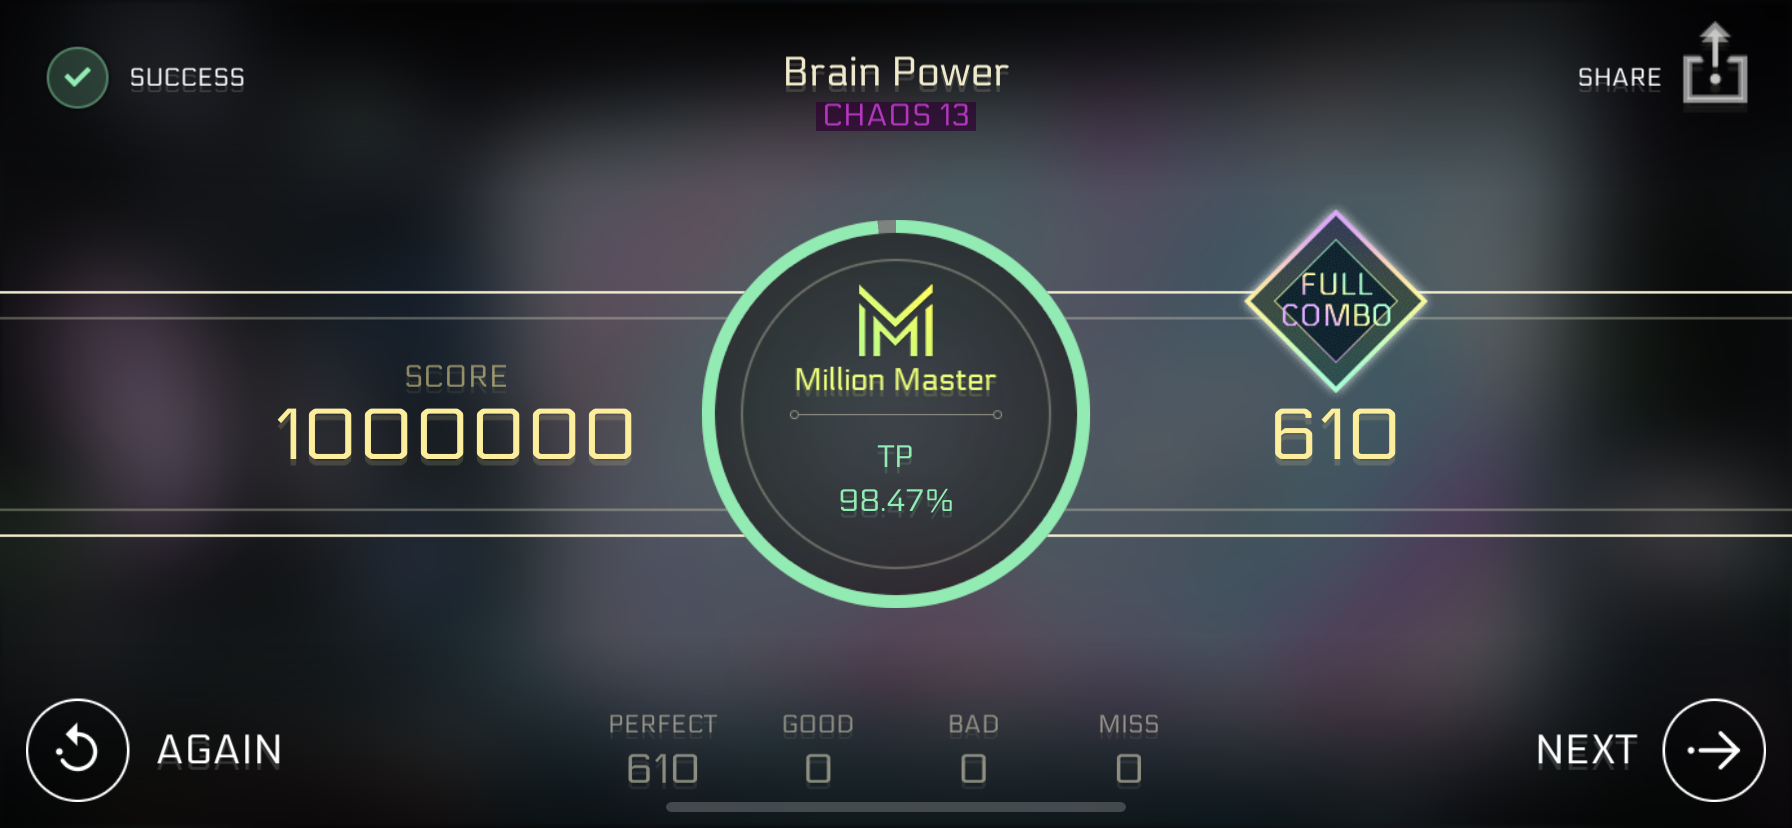 SUCCESS
Brain Power
CHAOS 13
SHARE
FULL
COMBO
SCORE
1000000
Million Master
TP
98.47%
610
AGAIN
PERFECT
610
GOOD
0
BAD
0
MISS
0
NEXT